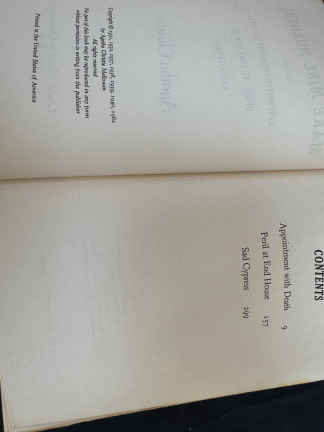 Copyright © 1931, 1932, 1937, 1938, 1939, 1940, 1960
by Agatha Christie Mallowan
All rights reserved
No part of this book may be reproduced in any form
without permission in writing from the publisher
Printed in the United States of America
CONTENTS
Appointment with Death 9
Peril at End House 157
Sad Cypress 299